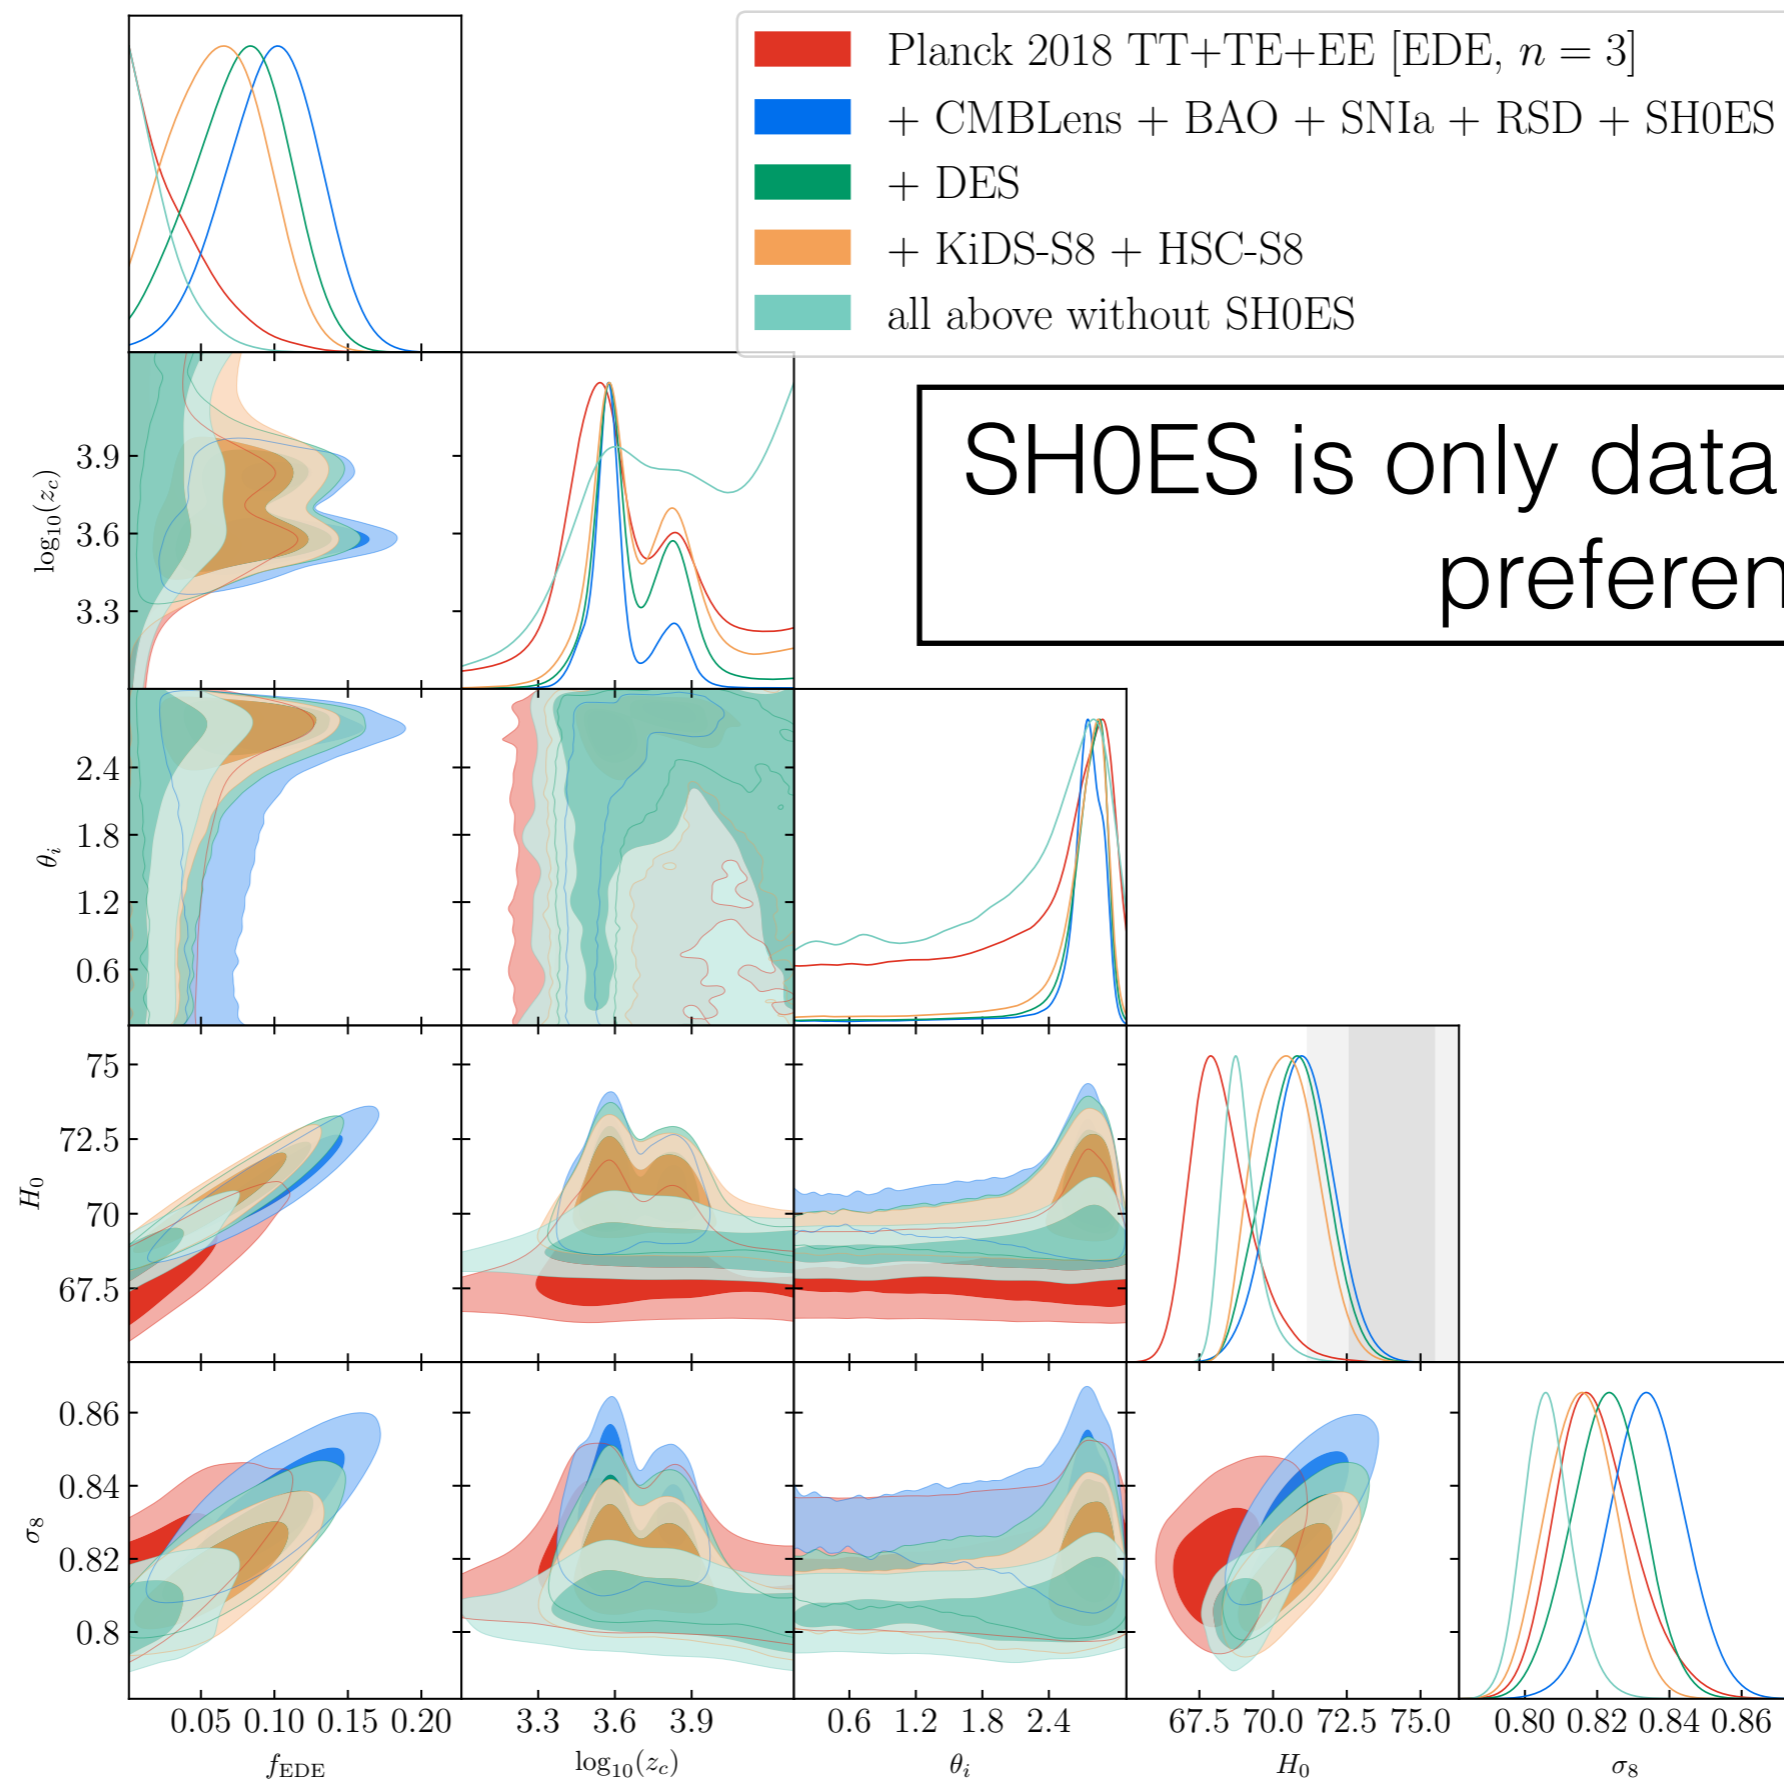 Planck 2018 TT+TE+EE [EDE, n = 3]
+ CMBLens + BAO + SNIa + RSD + SH0ES
+ DES
+ KiDS-S8 + HSC-S8
all above without SH0ES
SH0ES is only data
preferen
3.9
3.6
3.3
log₁₀(z_c)
2.4
1.8
1.2
0.6
θ_i
75
72.5
70
67.5
H₀
0.86
0.84
0.82
0.8
σ₈
0.05 0.10 0.15 0.20 3.3 3.6 3.9 0.6 1.2 1.8 2.4 67.5 70.0 72.5 75.0 0.80 0.82 0.84 0.86
f_EDE log₁₀(z_c) θ_i H₀ σ₈